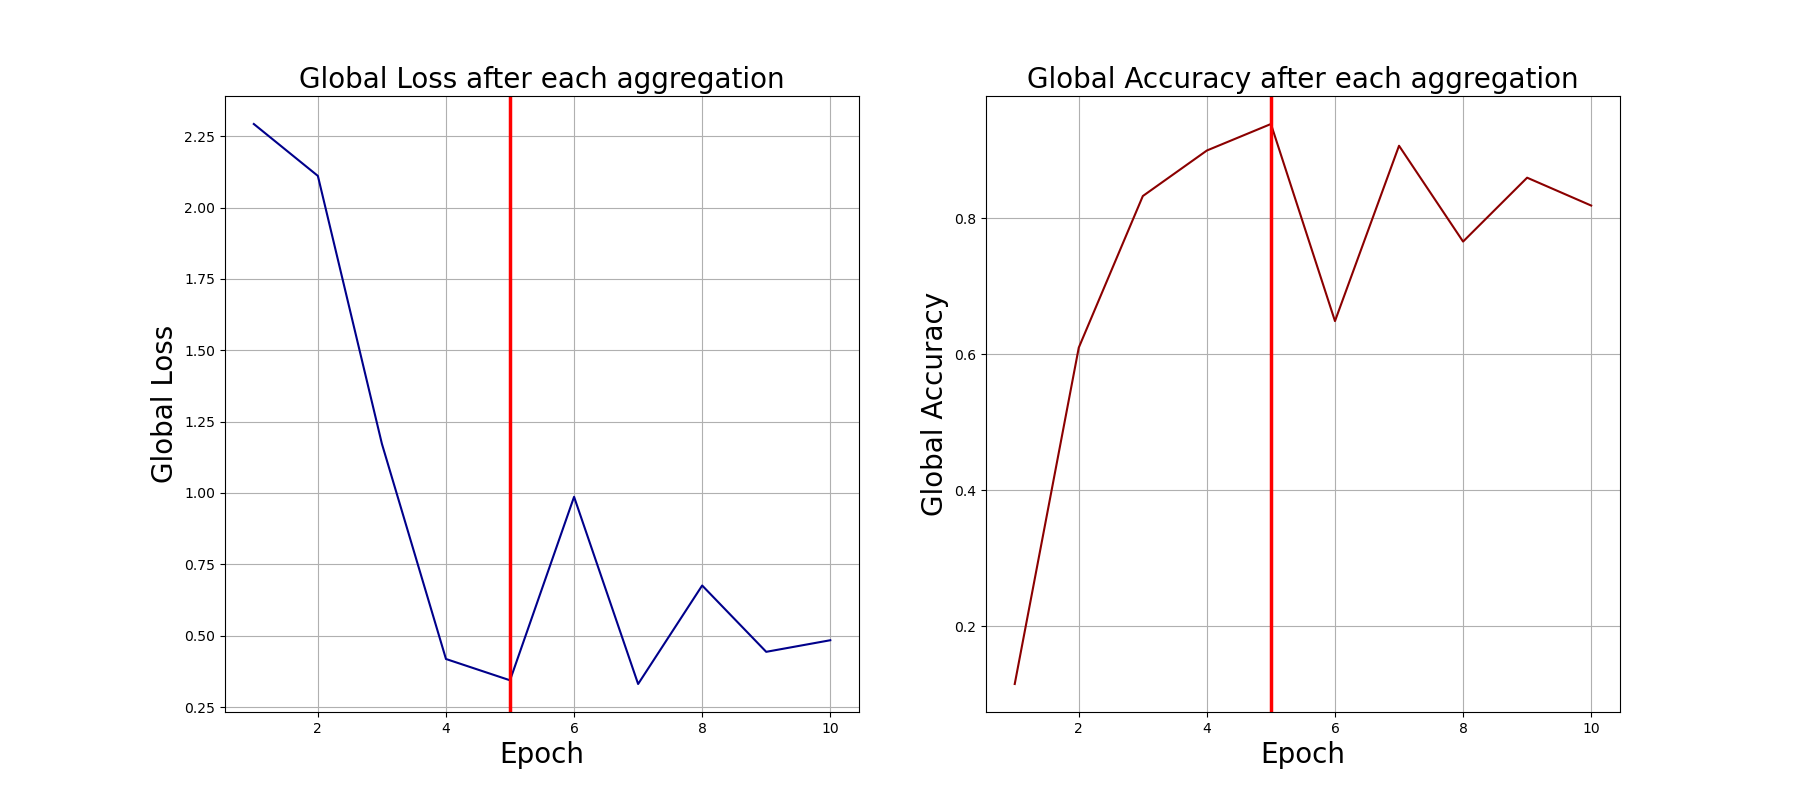 Global Loss after each aggregation
Global Loss
2.25
2.00
1.75
1.50
1.25
1.00
0.75
0.50
0.25
2 4 6 8 10
Epoch
Global Accuracy after each aggregation
Global Accuracy
0.8
0.6
0.4
0.2
2 4 6 8 10
Epoch